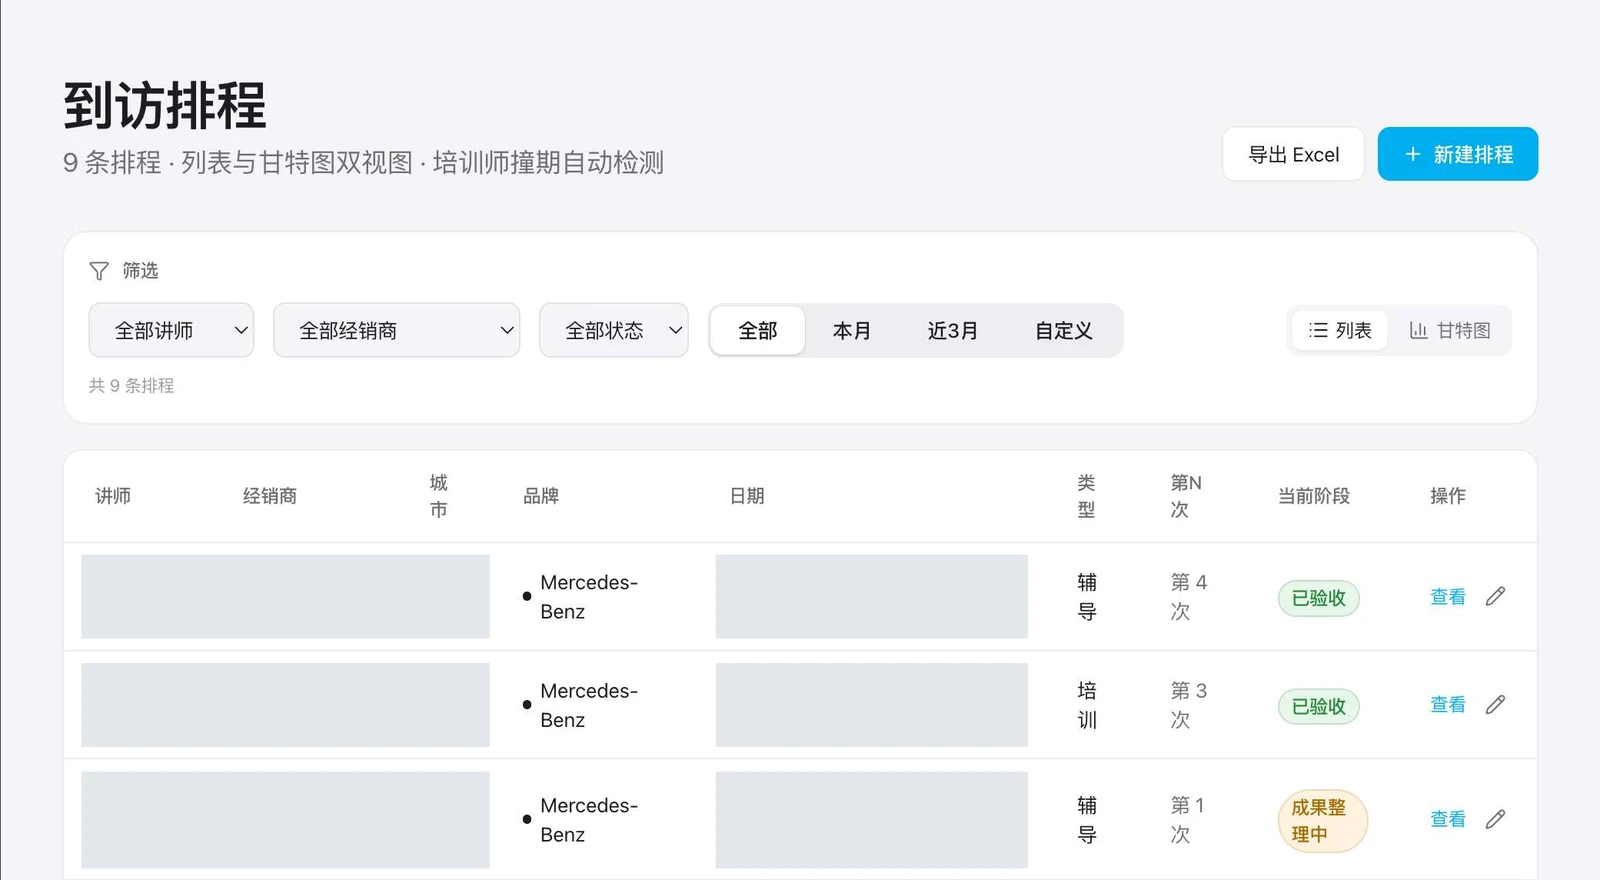 到访排程
9 条排程 · 列表与甘特图双视图 · 培训师撞期自动检测
导出 Excel
+ 新建排程
筛选
全部讲师
全部经销商
全部状态
全部
本月
近3月
自定义
列表
甘特图
共 9 条排程
讲师
经销商
城
市
品牌
日期
类
型
第N
次
当前阶段
操作
Mercedes-
Benz
辅
导
第 4
次
已验收
查看
Mercedes-
Benz
培
训
第 3
次
已验收
查看
Mercedes-
Benz
辅
导
第 1
次
成果整
理中
查看